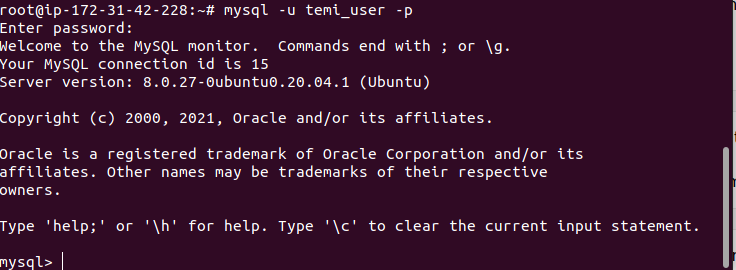 root@ip-172-31-42-228:~# mysql -u temi_user -p
Enter password:
Welcome to the MySQL monitor.  Commands end with ; or \g.
Your MySQL connection id is 15
Server version: 8.0.27-0ubuntu0.20.04.1 (Ubuntu)
Copyright (c) 2000, 2021, Oracle and/or its affiliates.
Oracle is a registered trademark of Oracle Corporation and/or its
affiliates. Other names may be trademarks of their respective
owners.
Type 'help;' or '\h' for help. Type '\c' to clear the current input statement.
mysql>